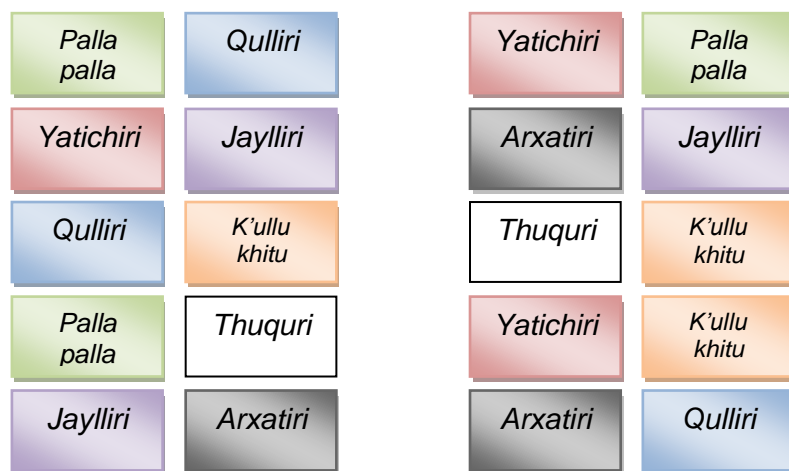 Palla
palla
Qulliri
Yatichiri
Palla
palla
Yatichiri
Jaylliri
Arxatiri
Jaylliri
Qulliri
K'ullu
khitu
Thuquri
K'ullu
khitu
Palla
palla
Thuquri
Yatichiri
K'ullu
khitu
Jaylliri
Arxatiri
Arxatiri
Qulliri